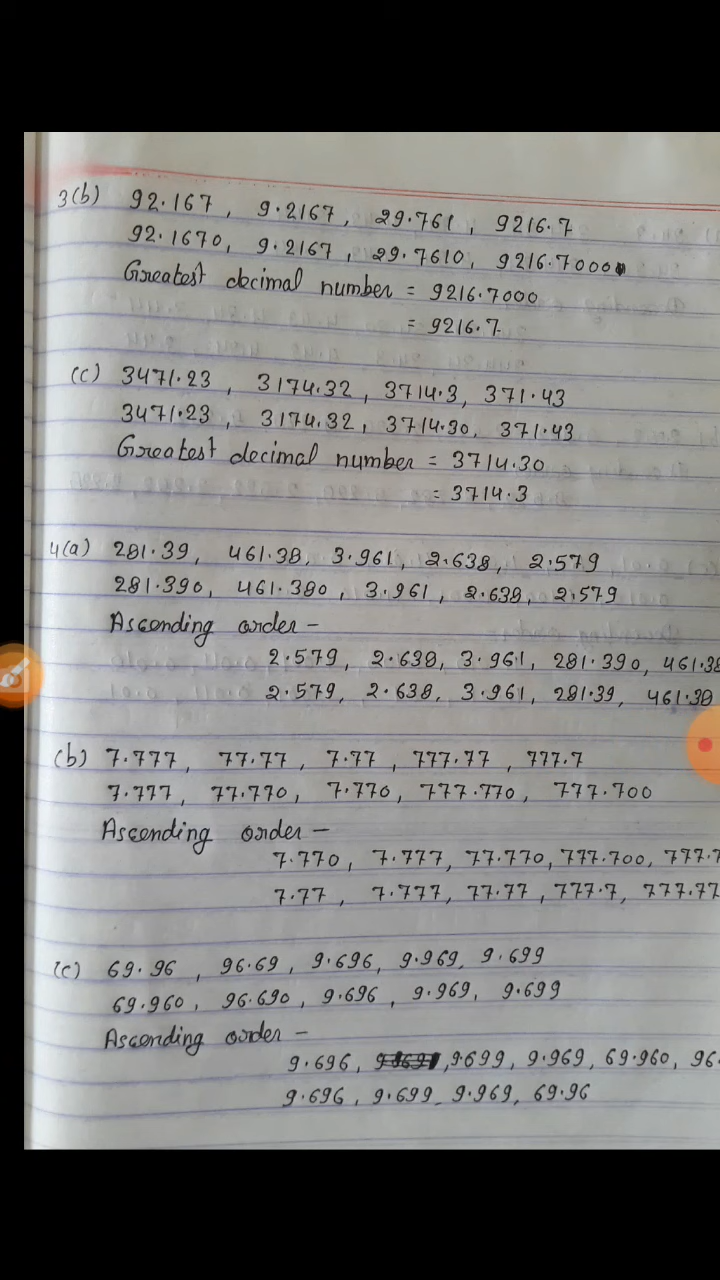 3(b) 92.167, 9.2167, 29.761, 9216.7
92.1670, 9.2167, 29.7610, 9216.7000
Greatest decimal number = 9216.7000
= 9216.7
(c) 3471.23, 3174.32, 3714.3, 371.43
3471.23, 3174.32, 3714.30, 371.43
Greatest decimal number = 3714.30
= 3714.3
4(a) 281.39, 461.38, 3.961, 2.638, 2.579
281.390, 461.380, 3.961, 2.638, 2.579
Ascending order -
2.579, 2.638, 3.961, 281.390, 461.38
2.579, 2.638, 3.961, 281.39, 461.38
(b) 7.777, 77.77, 7.77, 777.77, 777.7
7.777, 77.770, 7.770, 777.770, 777.700
Ascending order -
7.770, 7.777, 77.770, 777.700, 777.7
7.77, 7.777, 77.77, 777.7, 777.77
(c) 69.96, 96.69, 9.696, 9.969, 9.699
69.960, 96.690, 9.696, 9.969, 9.699
Ascending order -
9.696, 9.699, 9.969, 69.960, 96.
9.696, 9.699, 9.969, 69.96